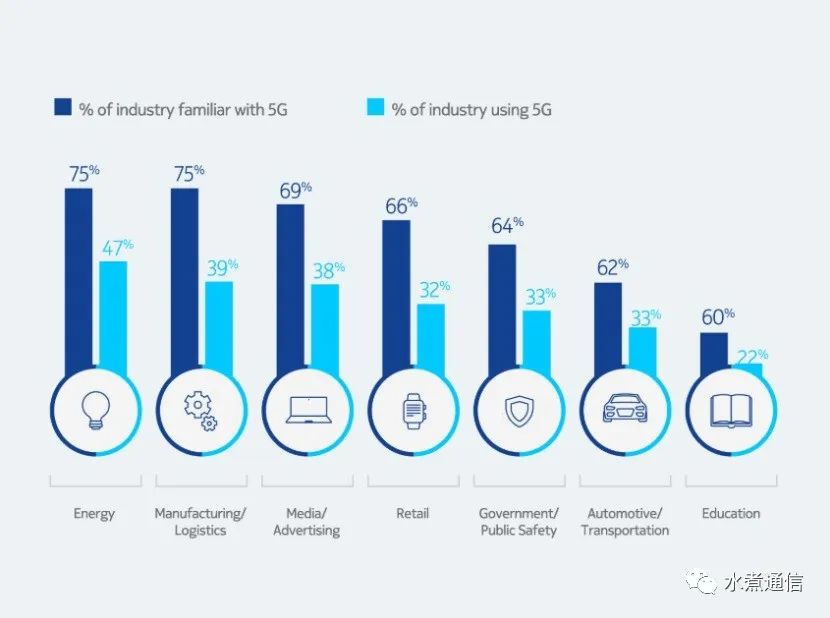 % of industry familiar with 5G
% of industry using 5G
75%
47%
75%
39%
69%
38%
66%
32%
64%
33%
62%
33%
60%
22%
Energy
Manufacturing/
Logistics
Media/
Advertising
Retail
Government/
Public Safety
Automotive/
Transportation
Education
水煮通信